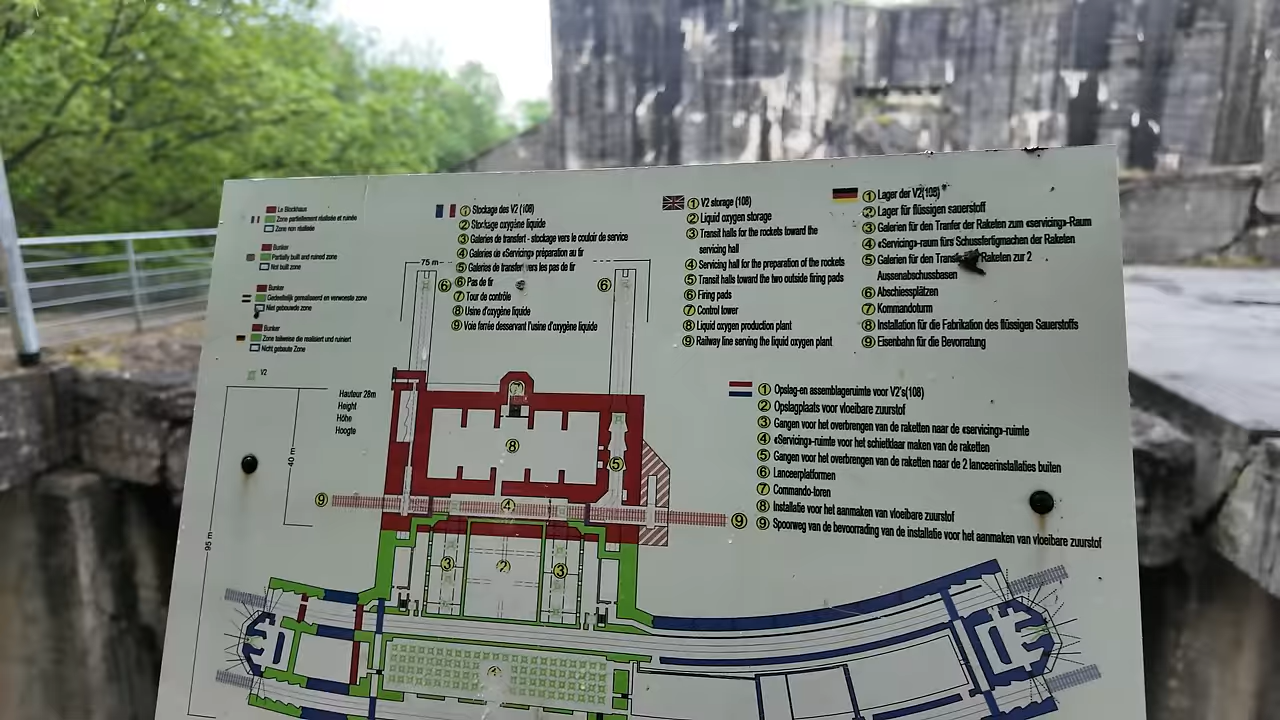 Le Blockhaus
Zone partiellement réalisée et ruinée
Zone non réalisée
Bunker
Partially built and ruined zone
Not built zone
Bunker
Gedeeltelijk gerealiseerd en verwoeste zone
Niet gebouwde zone
Bunker
Zone teilweise die realisiert und ruiniert
Nicht gebaute Zone
V2
① Stockage des V2 (108)
② Stockage oxygène liquide
③ Galeries de transfert - stockage vers le couloir de service
④ Galeries de «Servicing» préparation au tir
⑤ Galeries de transfert vers les pas de tir
⑥ Pas de tir
⑦ Tour de contrôle
⑧ Usine d'oxygène liquide
⑨ Voie ferrée desservant l'usine d'oxygène liquide
① V2 storage (108)
② Liquid oxygen storage
③ Transit halls for the rockets toward the
servicing hall
④ Servicing hall for the preparation of the rockets
⑤ Transit halls toward the two outside firing pads
⑥ Firing pads
⑦ Control tower
⑧ Liquid oxygen production plant
⑨ Railway line serving the liquid oxygen plant
① Lager der V2(108)
② Lager für flüssigen sauerstoff
③ Galerien für den Tranfer der Raketen zum «servicing»-Raum
④ «Servicing»-raum fürs Schussfertigmachen der Raketen
⑤ Galerien für den Raketen zur 2
Aussenabschussbasen
⑥ Abschiessplätzen
⑦ Kommandoturm
⑧ Installation für die Fabrikation des flüssigen Sauerstoffs
⑨ Eisenbahn für die Bevorratung
① Opslag-en assemblageruimte voor V2's(108)
② Opslagplaats voor vloeibare zuurstof
③ Gangen voor het overbrengen van de raketten naar de «servicing»-ruimte
④ «Servicing»-ruimte voor het schietklaar maken van de raketten
⑤ Gangen voor het overbrengen van de raketten naar de 2 lanceerinstallaties buiten
⑥ Lanceerplatformen
⑦ Commando-toren
⑧ Installatie voor het aanmaken van vloeibare zuurstof
⑨ Spoorweg van de bevoorrading van de installatie voor het aanmaken van vloeibare zuurstof
75 m
⑥
⑥
Hauteur 28m
Height
Höhe
Hoogte
40 m
95 m
⑧
⑤
⑨
④
⑨
③
②
③
①